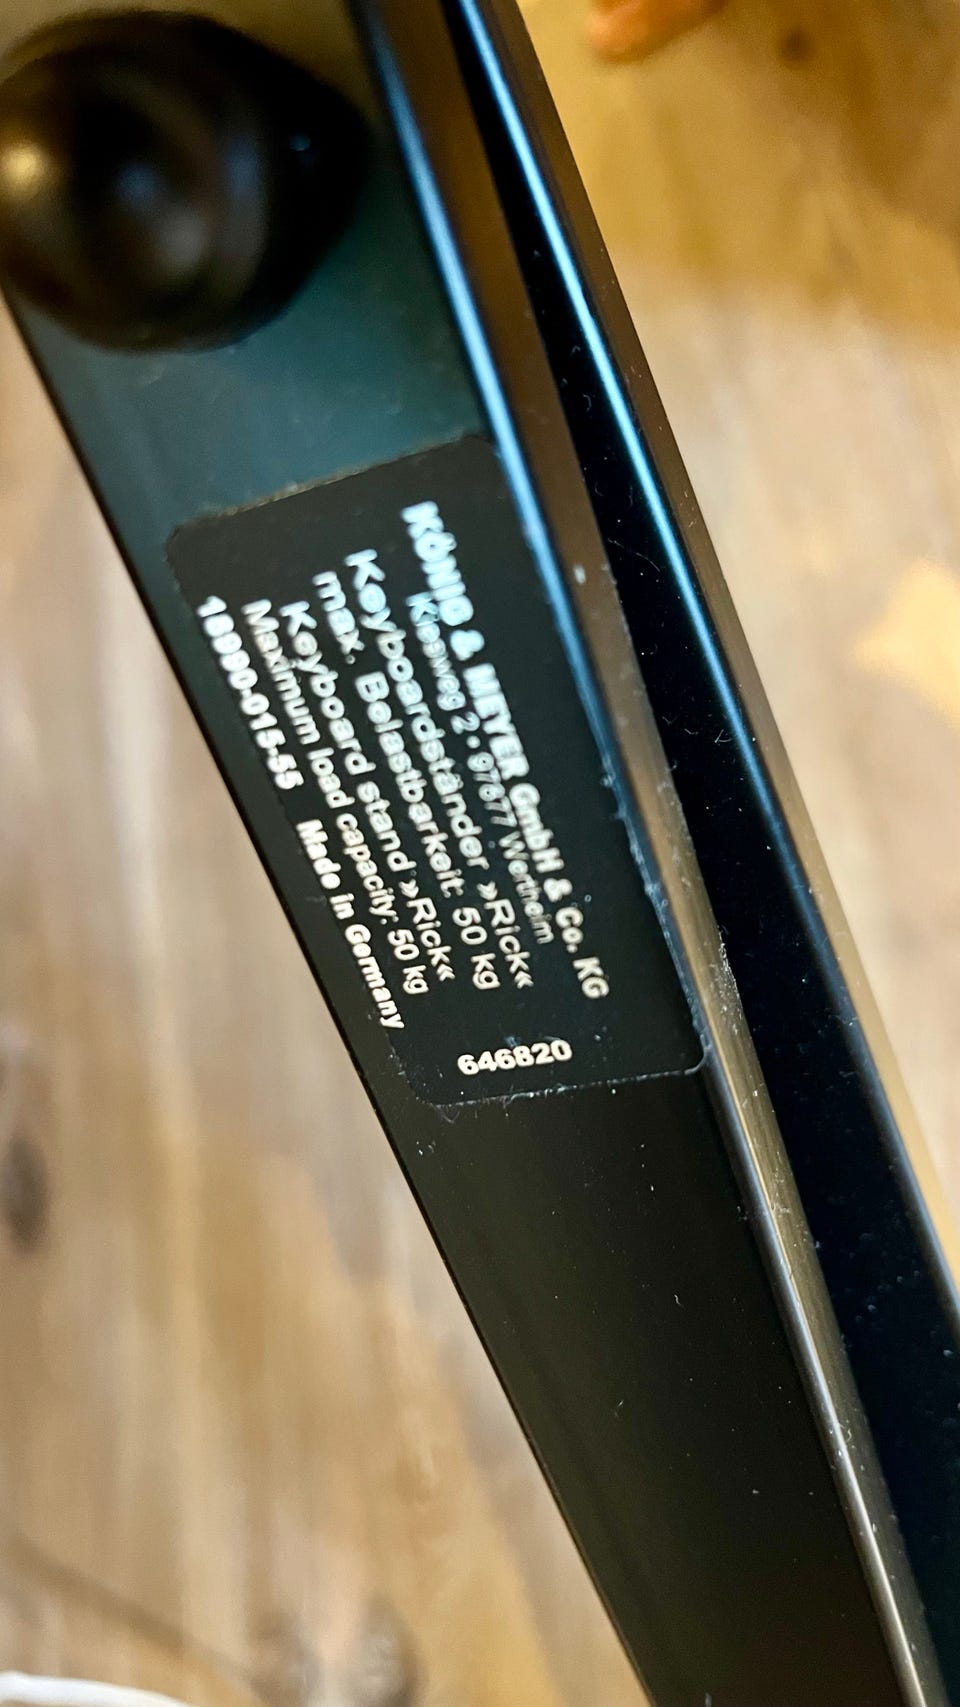 KÖNIG & MEYER GmbH & Co. KG
Kiesweg 2 • 97877 Wertheim
Keyboardständer »Rick«
max. Belastbarkeit: 50 kg
Keyboard stand »Rick«
Maximum load capacity: 50 kg
18990-015-55 Made in Germany
646820